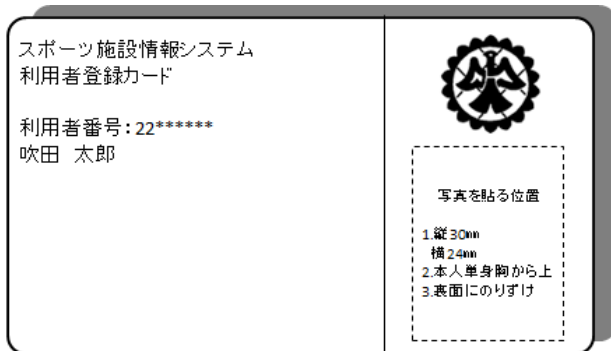 スポーツ施設情報システム
利用者登録カード
利用者番号:22******
吹田 太郎
写真を貼る位置
1.縦30㎜
横24㎜
2.本人単身胸から上
3.裏面にのりずけ